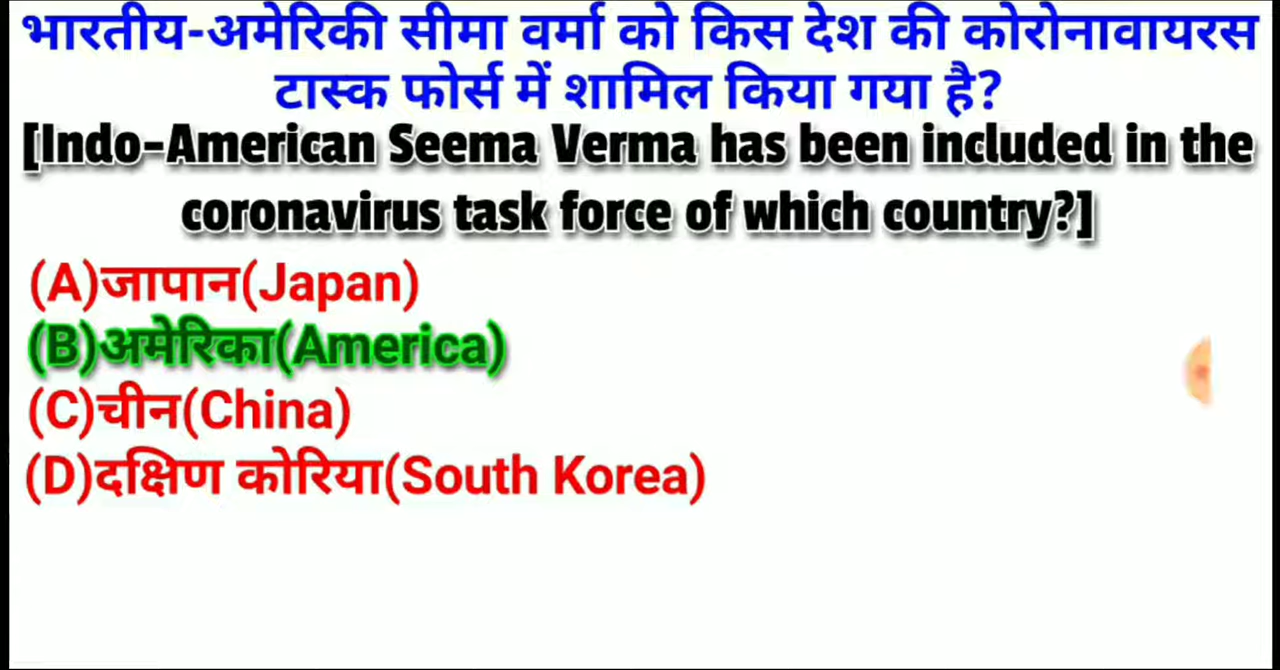 भारतीय-अमेरिकी सीमा वर्मा को किस देश की कोरोनावायरस
टास्क फोर्स में शामिल किया गया है?
[Indo-American Seema Verma has been included in the
coronavirus task force of which country?]
(A)जापान(Japan)
(B)अमेरिका(America)
(C)चीन(China)
(D)दक्षिण कोरिया(South Korea)